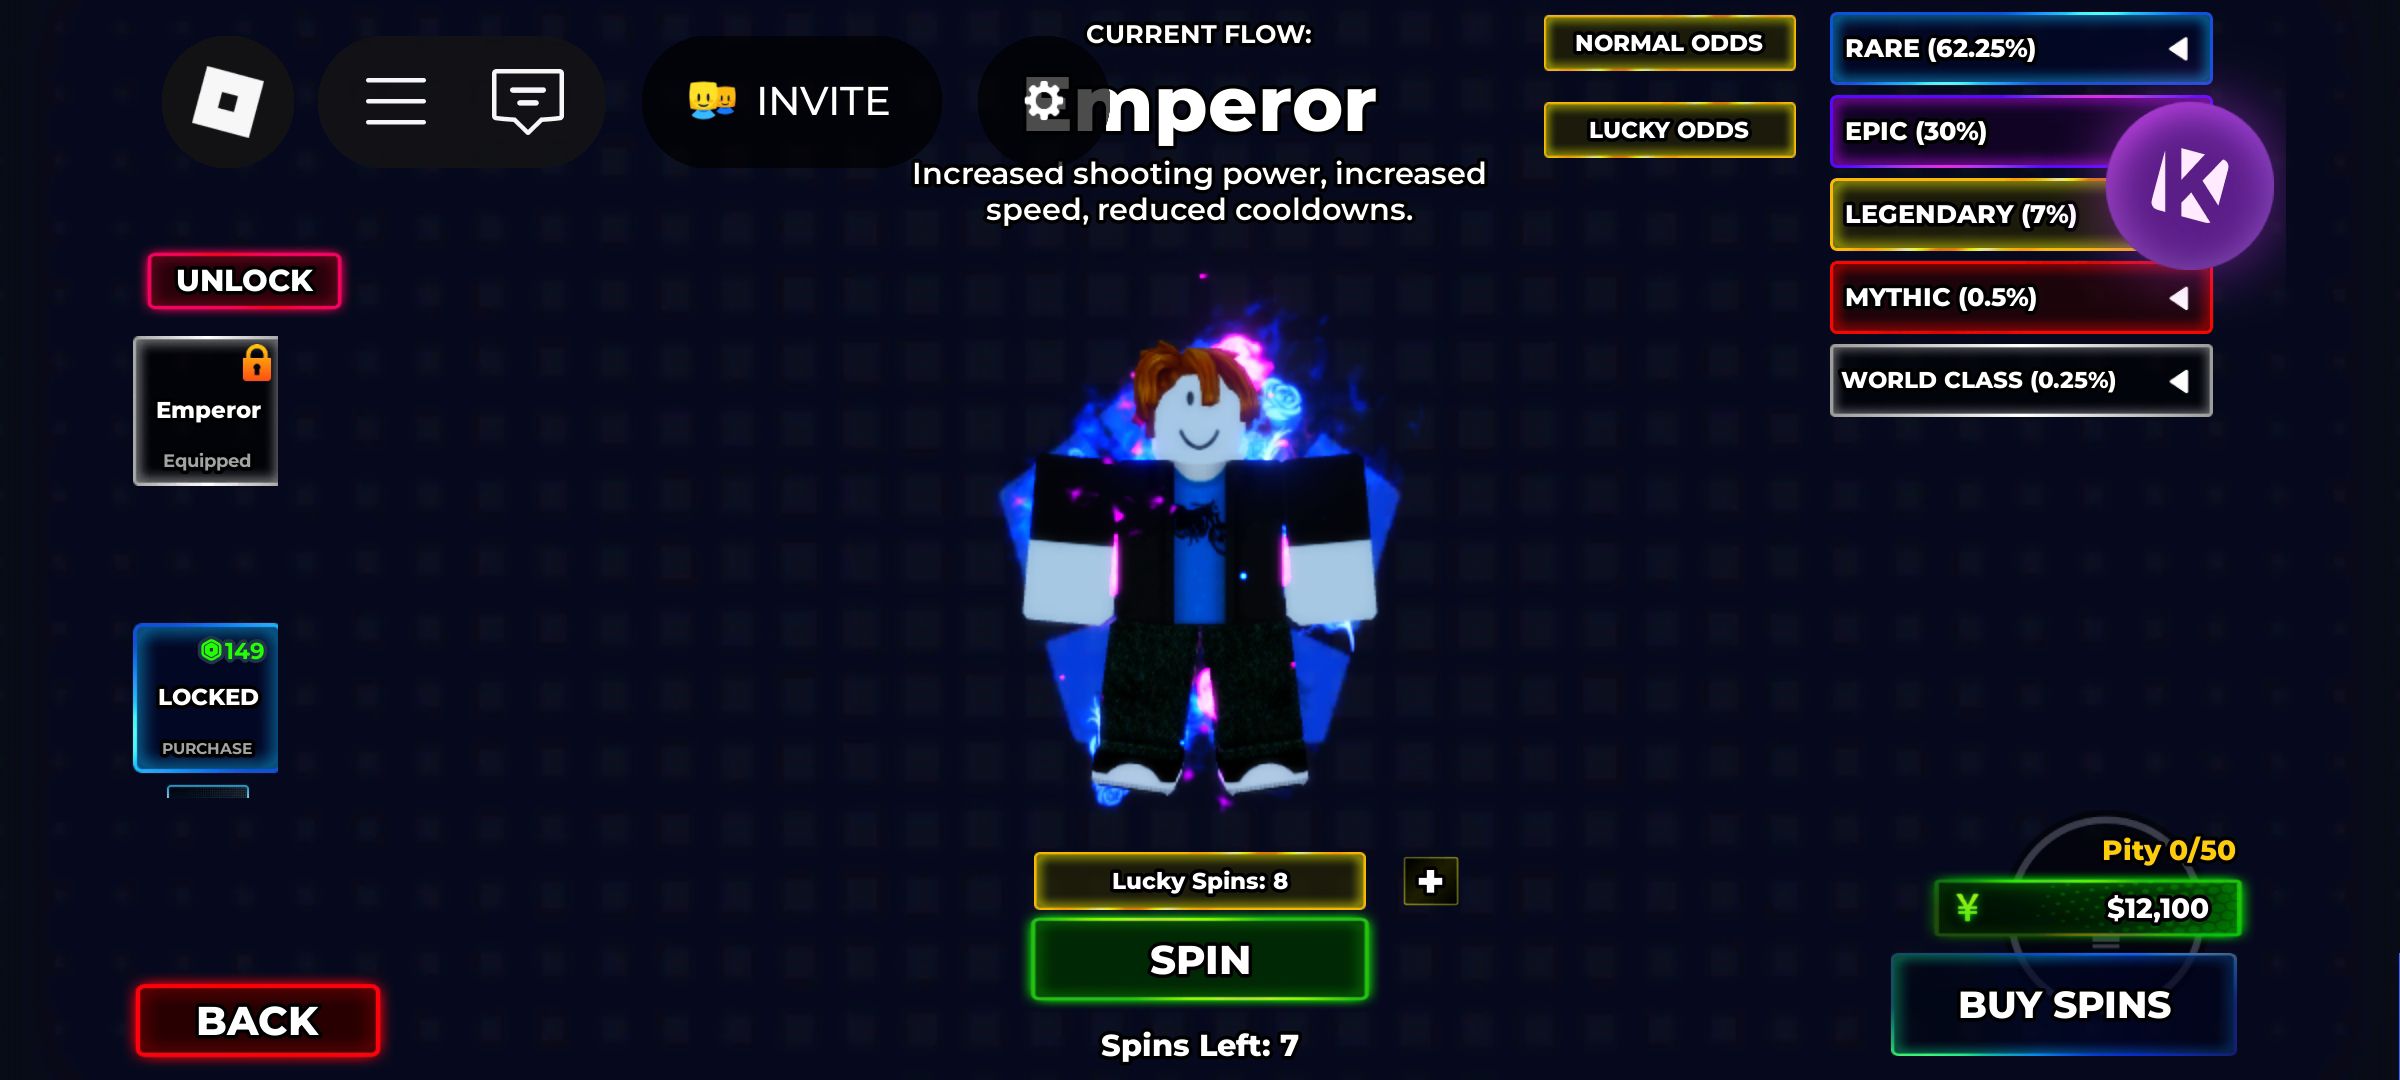 CURRENT FLOW:
Emperor
Increased shooting power, increased
speed, reduced cooldowns.
INVITE
NORMAL ODDS
LUCKY ODDS
RARE (62.25%)
EPIC (30%)
LEGENDARY (7%)
MYTHIC (0.5%)
WORLD CLASS (0.25%)
K
UNLOCK
Emperor
Equipped
149
LOCKED
PURCHASE
BACK
Lucky Spins: 8
+
SPIN
Spins Left: 7
Pity 0/50
¥ $12,100
BUY SPINS